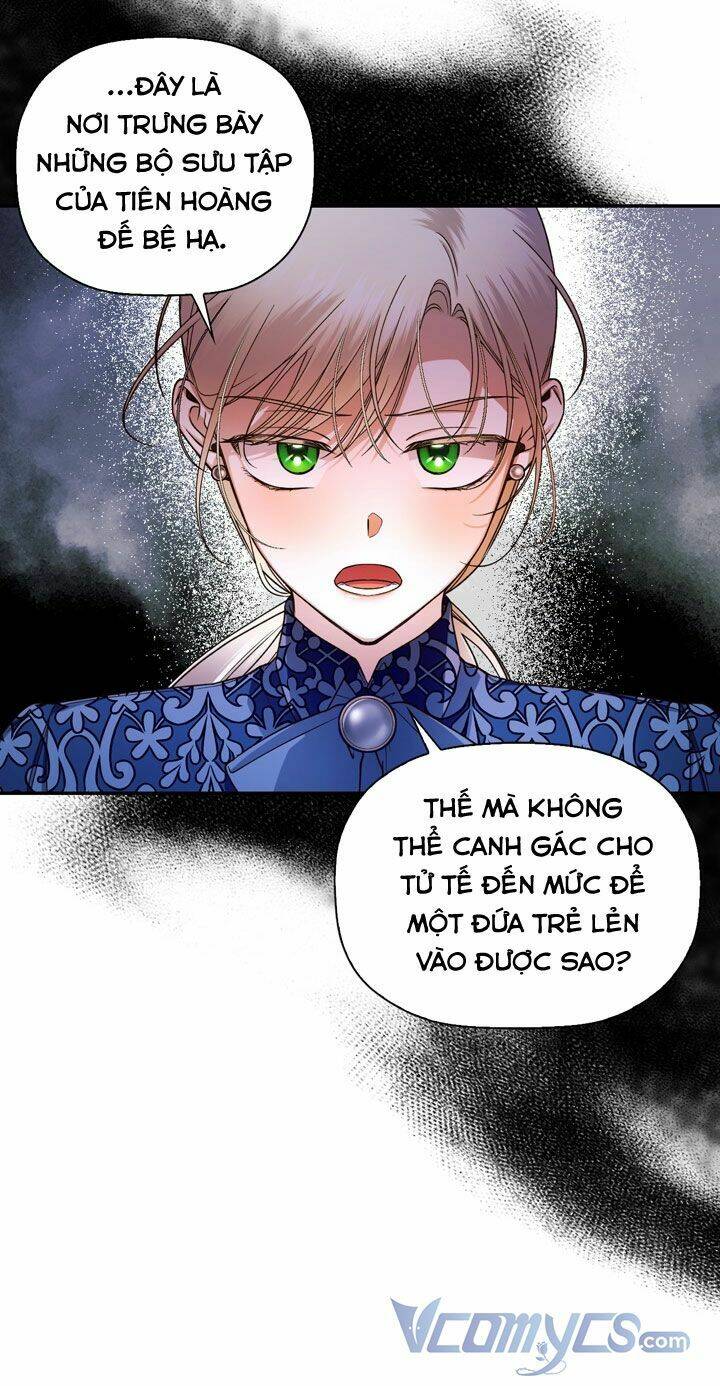 ...ĐÂY LÀ
NƠI TRƯNG BÀY
NHỮNG BỘ SƯU TẬP
CỦA TIÊN HOÀNG
ĐẾ BỆ HẠ.
THẾ MÀ KHÔNG
THỂ CANH GÁC CHO
TỬ TẾ ĐẾN MỨC ĐỂ
MỘT ĐỨA TRẺ LẺN
VÀO ĐƯỢC SAO?
VCOMYCS.com